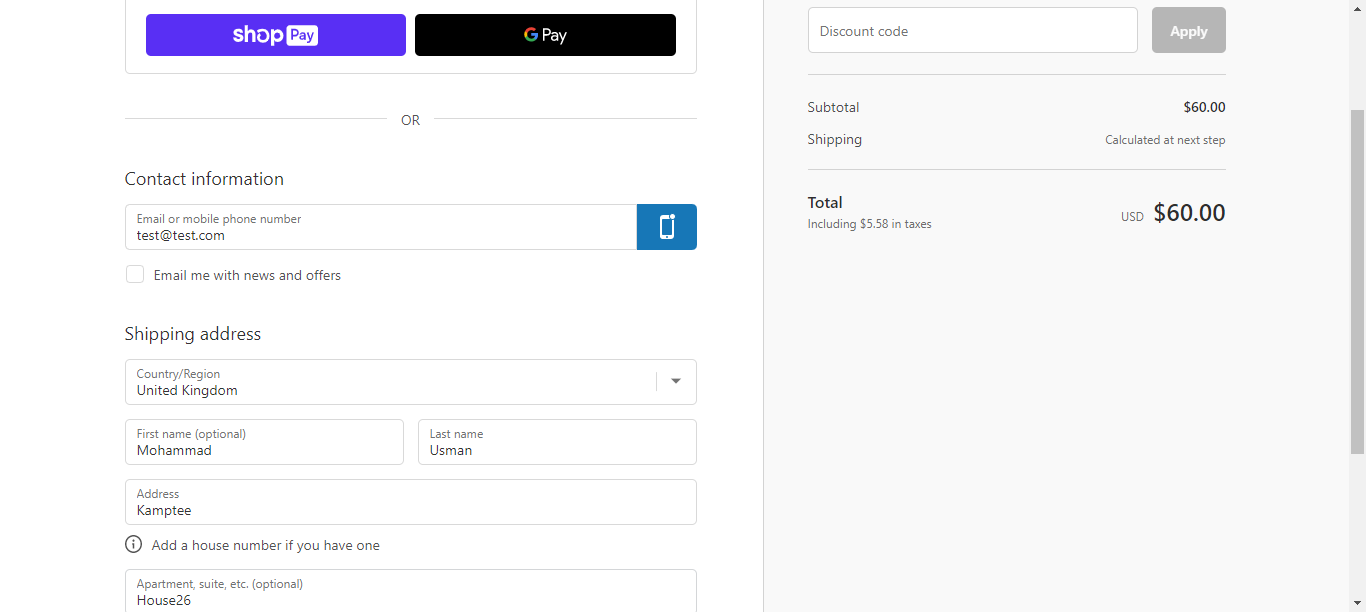 shop Pay
G Pay
OR
Contact information
Email or mobile phone number
test@test.com
Email me with news and offers
Shipping address
Country/Region
United Kingdom
First name (optional)
Mohammad
Last name
Usman
Address
Kamptee
Add a house number if you have one
Apartment, suite, etc. (optional)
House26
Discount code
Apply
Subtotal
$60.00
Shipping
Calculated at next step
Total
Including $5.58 in taxes
USD $60.00